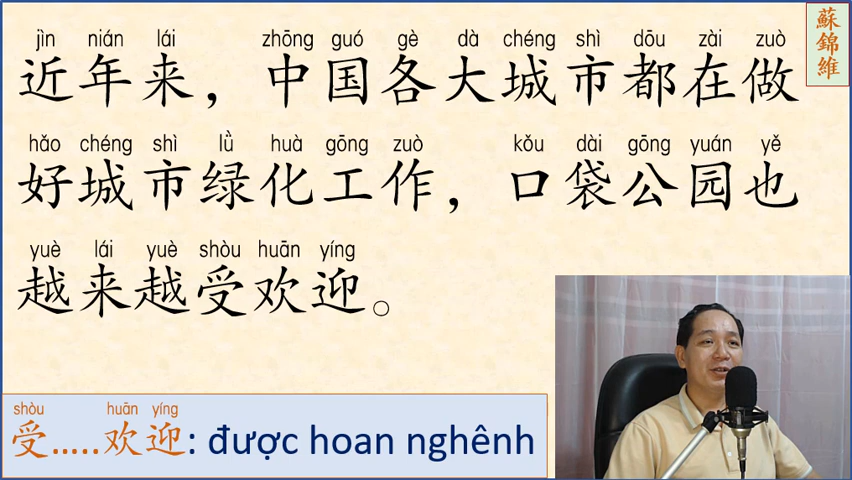 jìn nián lái zhōng guó gè dà chéng shì dōu zài zuò
近年来，中国各大城市都在做
hǎo chéng shì lǜ huà gōng zuò kǒu dài gōng yuán yě
好城市绿化工作，口袋公园也
yuè lái yuè shòu huān yíng
越来越受欢迎。
shòu huān yíng
受.....欢迎: được hoan nghênh
蘇錦維